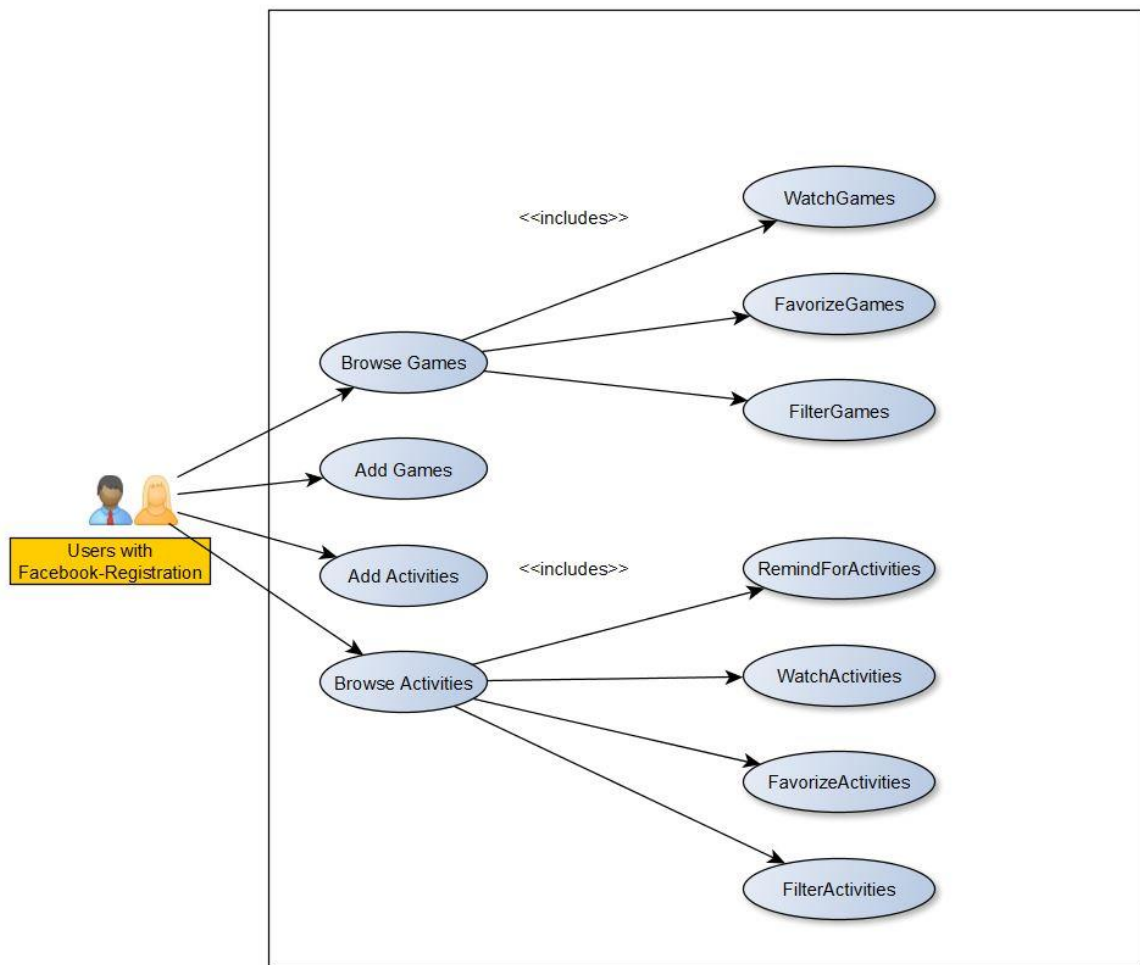 WatchGames
<<includes>>
FavorizeGames
Browse Games
FilterGames
Add Games
Users with
Facebook-Registration
Add Activities
<<includes>>
RemindForActivities
Browse Activities
WatchActivities
FavorizeActivities
FilterActivities